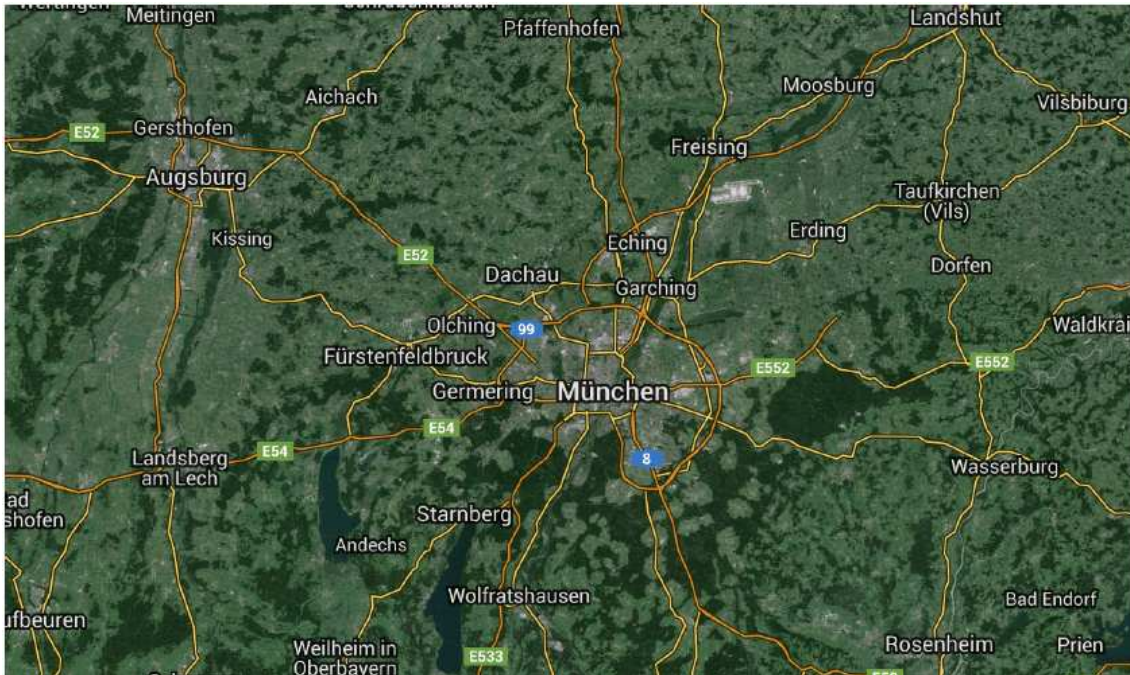 Meitingen
Pfaffenhofen
Landshut
Aichach
Moosburg
Vilsbiburg
E52
Gersthofen
Freising
Augsburg
Taufkirchen
(Vils)
Kissing
Eching
Erding
E52
Dachau
Garching
Dorfen
Olching
99
Waldkrai
Fürstenfeldbruck
E552
E552
Germering
München
E54
E54
8
Landsberg
am Lech
Wasserburg
ad
shofen
Starnberg
Andechs
Wolfratshausen
Bad Endorf
ufbeuren
Weilheim in
Oberbayern
E533
Rosenheim
Prien